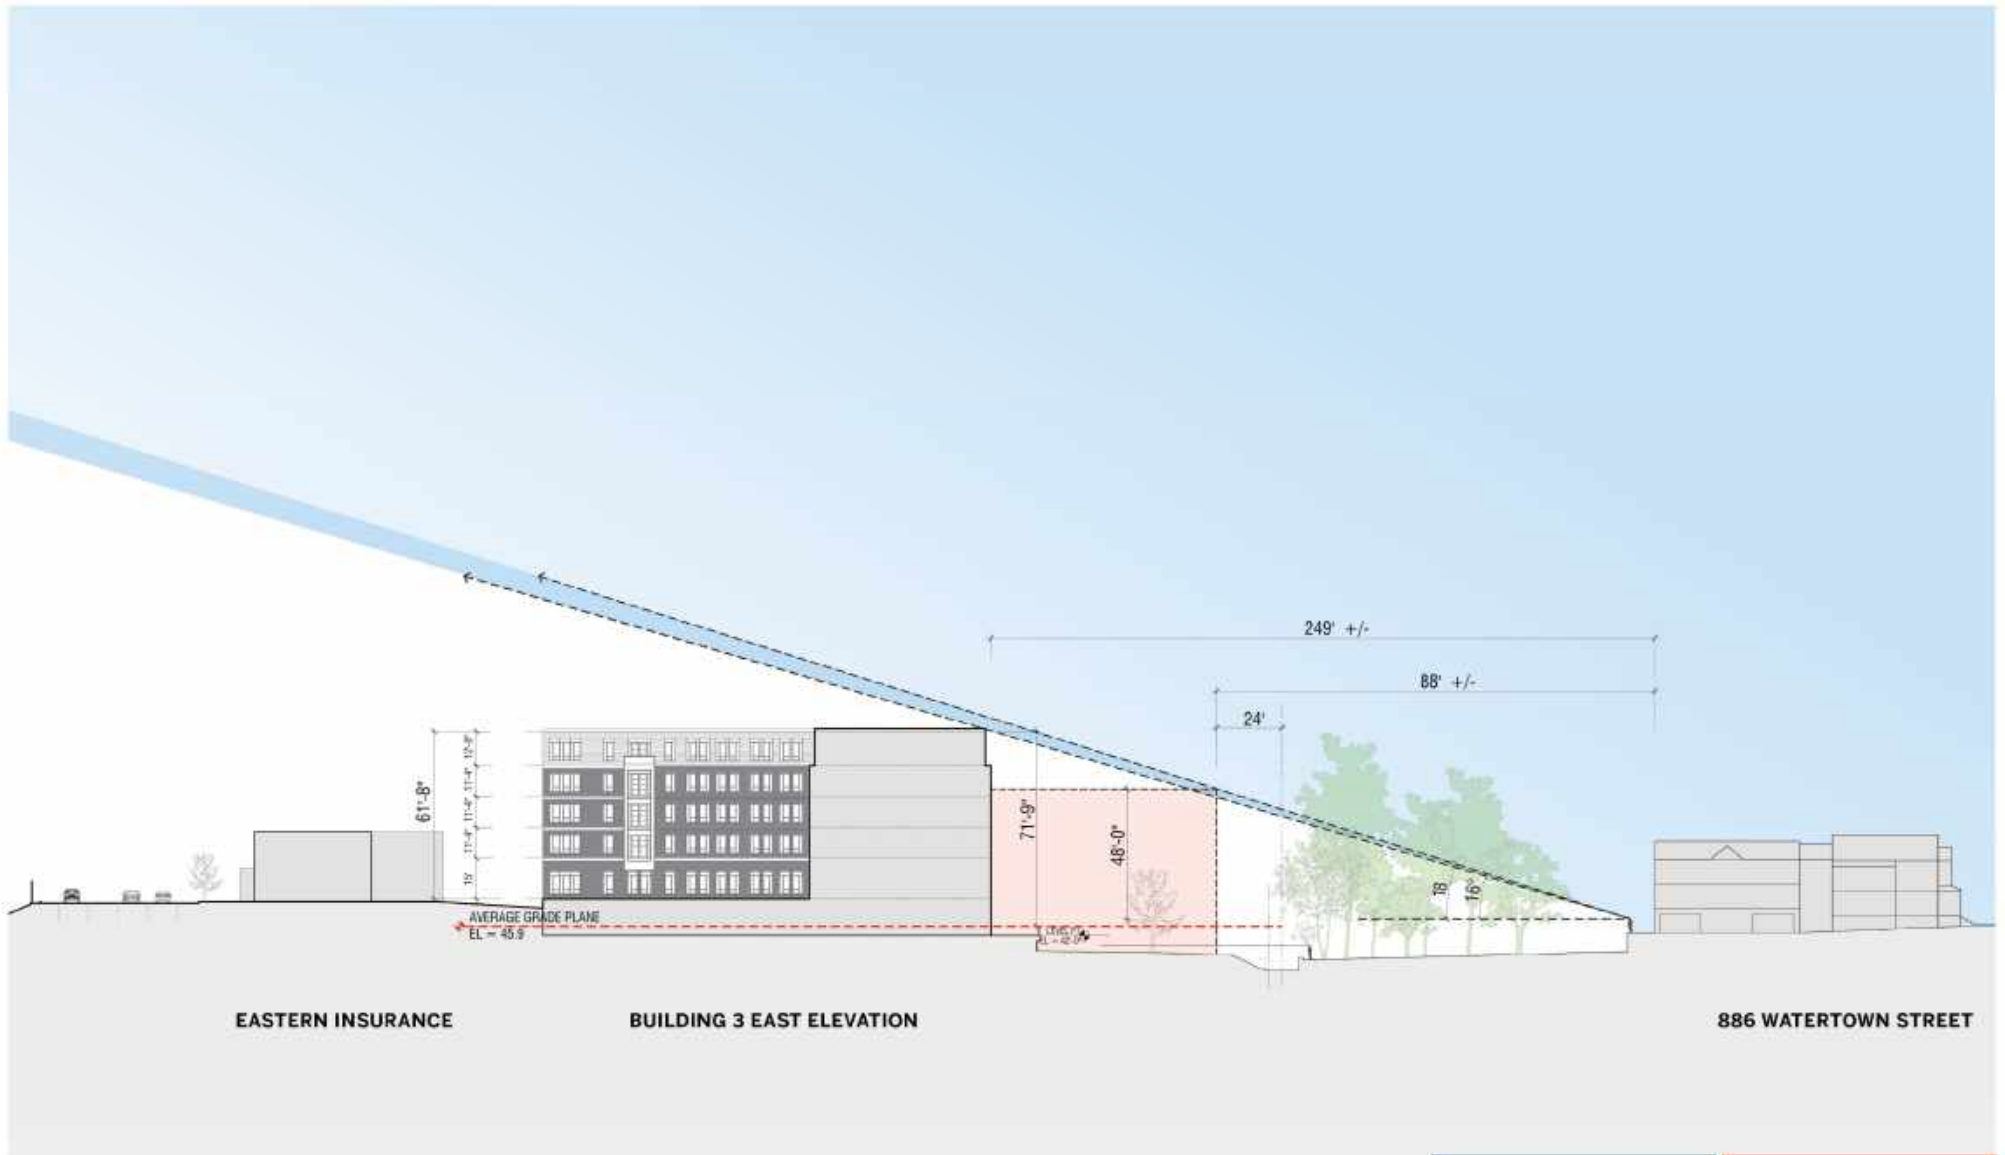 249' +/-
88' +/-
24'
12'-8"
11'-4"
11'-4"
11'-4"
15'
61'-8"
71'-9"
48'-0"
18
16°
AVERAGE GRADE PLANE
EL = 45.9
EASTERN INSURANCE
BUILDING 3 EAST ELEVATION
886 WATERTOWN STREET